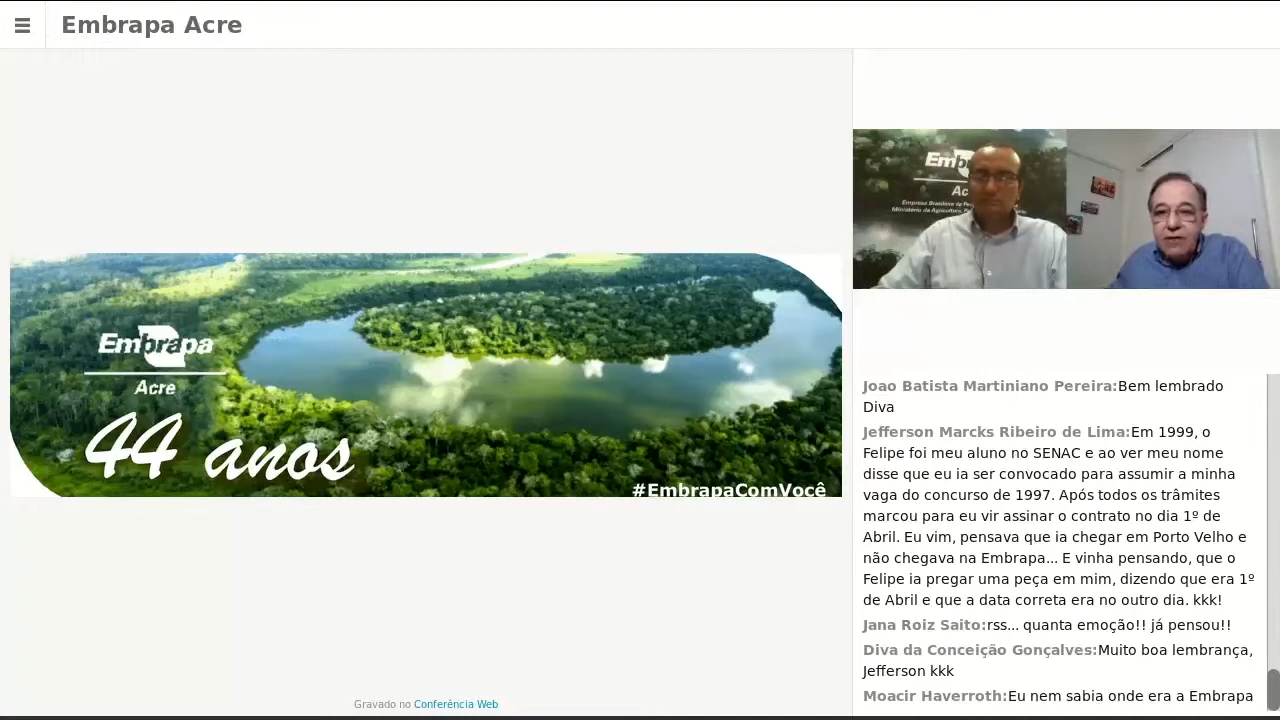 Embrapa Acre
Embrapa
Acre
44 anos
#EmbrapaComVocê
Gravado no Conferência Web
Joao Batista Martiniano Pereira:Bem lembrado
Diva
Jefferson Marcks Ribeiro de Lima:Em 1999, o
Felipe foi meu aluno no SENAC e ao ver meu nome
disse que eu ia ser convocado para assumir a minha
vaga do concurso de 1997. Após todos os trâmites
marcou para eu vir assinar o contrato no dia 1º de
Abril. Eu vim, pensava que ia chegar em Porto Velho e
não chegava na Embrapa... E vinha pensando, que o
Felipe ia pregar uma peça em mim, dizendo que era 1º
de Abril e que a data correta era no outro dia. kkk!
Jana Roiz Saito:rss... quanta emoção!! já pensou!!
Diva da Conceição Gonçalves:Muito boa lembrança,
Jefferson kkk
Moacir Haverroth:Eu nem sabia onde era a Embrapa